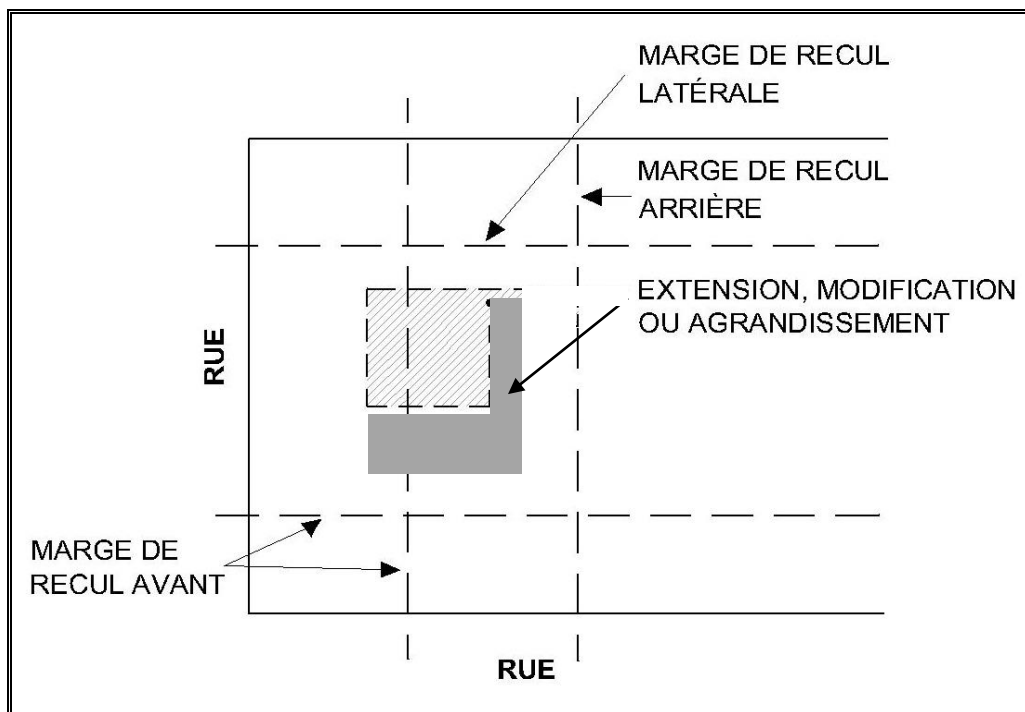 MARGE DE RECUL
LATÉRALE
MARGE DE RECUL
ARRIÈRE
EXTENSION, MODIFICATION
OU AGRANDISSEMENT
RUE
MARGE DE
RECUL AVANT
RUE